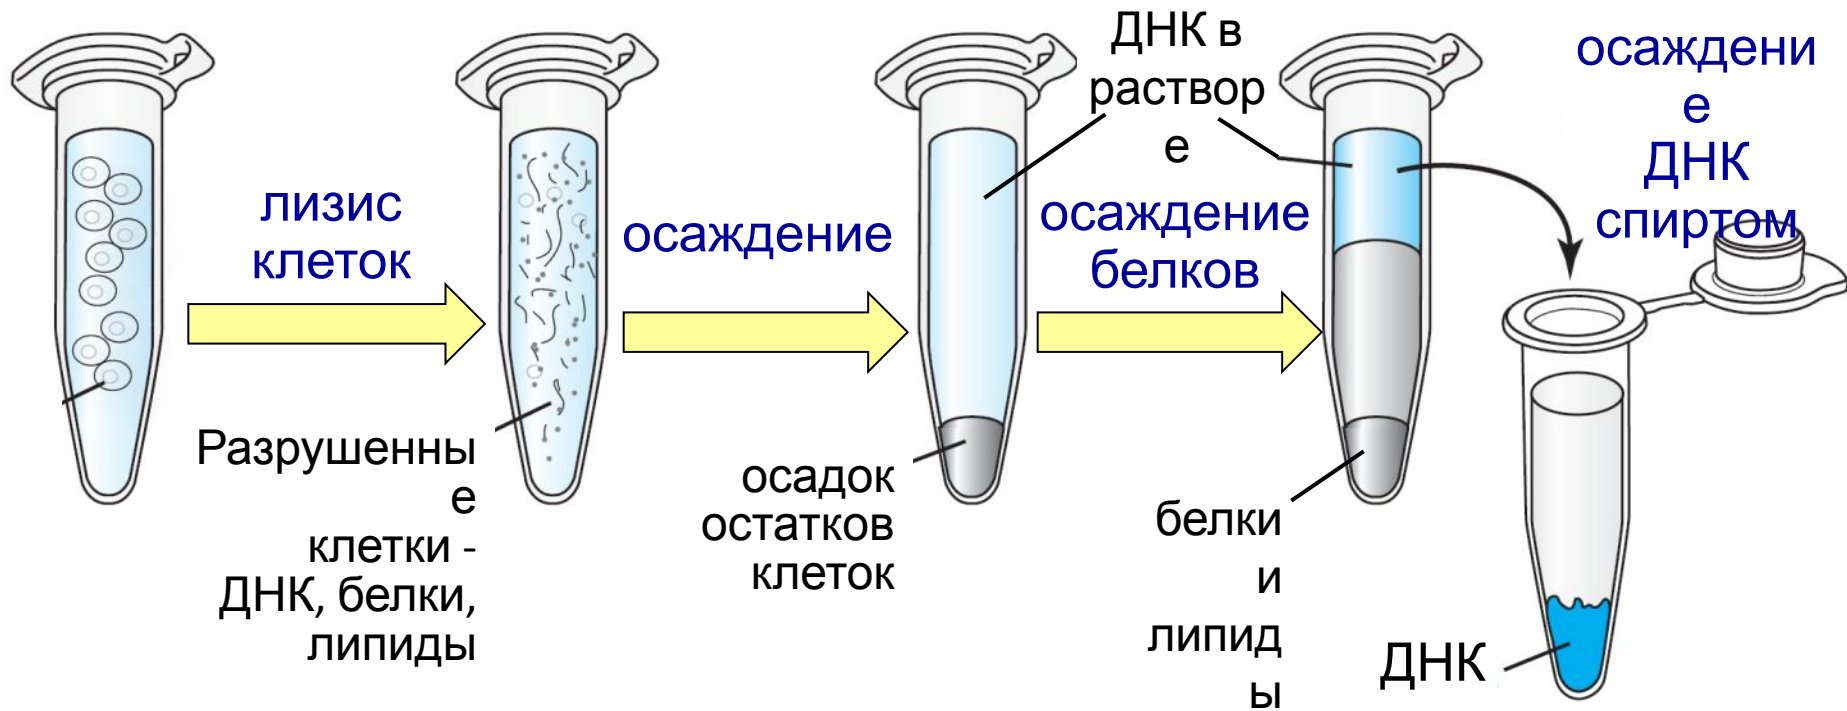 лизис
клеток
Разрушенны
е
клетки -
ДНК, белки,
липиды
осаждение
осадок
остатков
клеток
ДНК в
раствор
е
осаждение
белков
белки
и
липид
ы
осаждени
е
ДНК
спиртом
ДНК